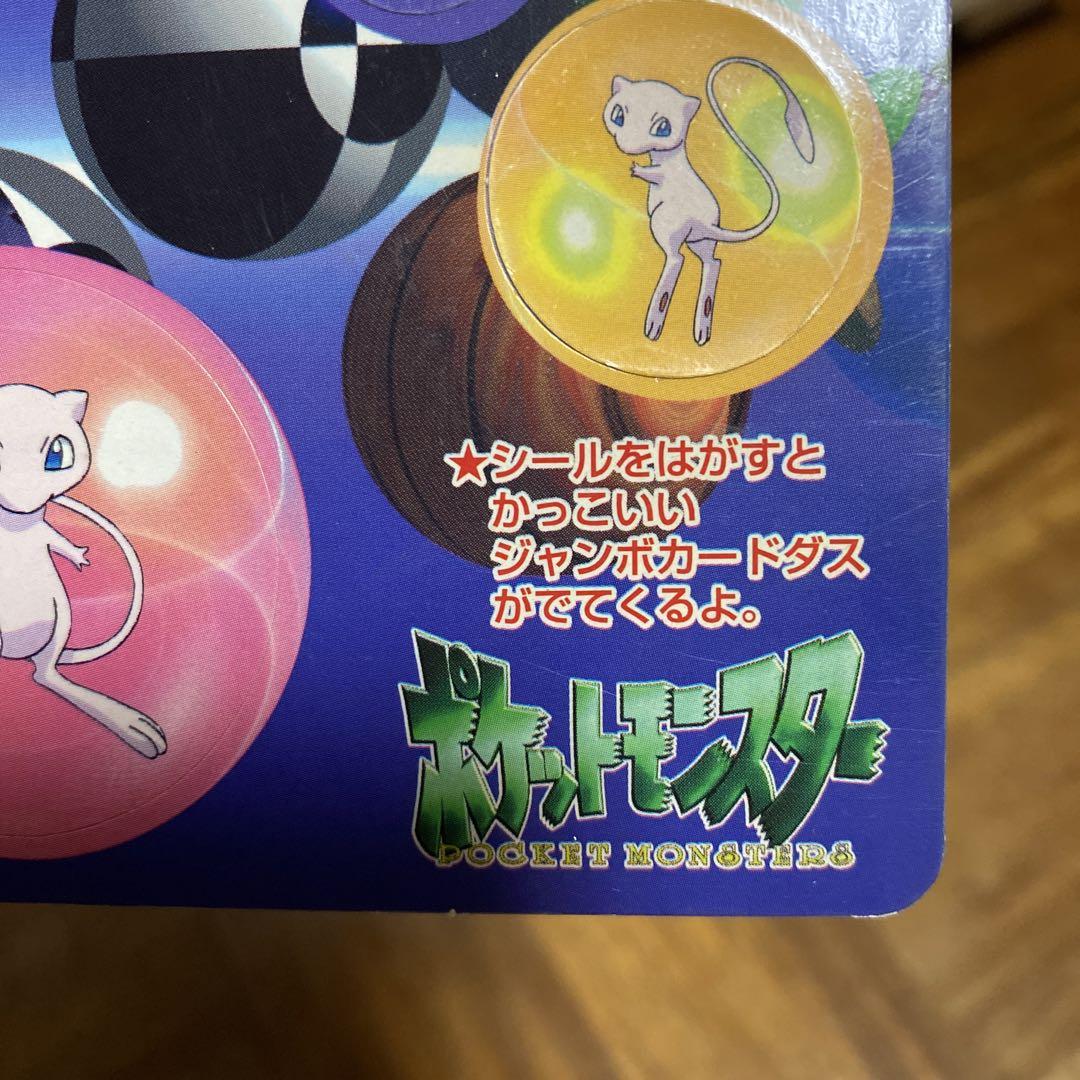 ★シールをはがすと
かっこいい
ジャンボカードダス
がでてくるよ。
ポケットモンスター
POCKET MONSTERS